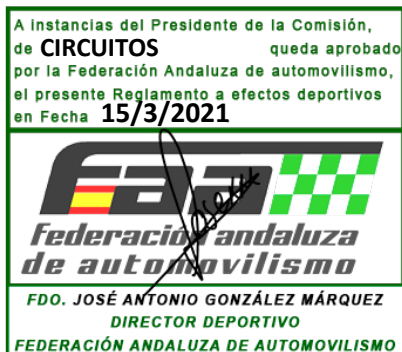 A instancias del Presidente de la Comisión,
de CIRCUITOS queda aprobado
por la Federación Andaluza de automovilismo,
el presente Reglamento a efectos deportivos
en Fecha 15/3/2021
FAA
Federación andaluza
de automovilismo
FDO. JOSÉ ANTONIO GONZÁLEZ MÁRQUEZ
DIRECTOR DEPORTIVO
FEDERACIÓN ANDALUZA DE AUTOMOVILISMO